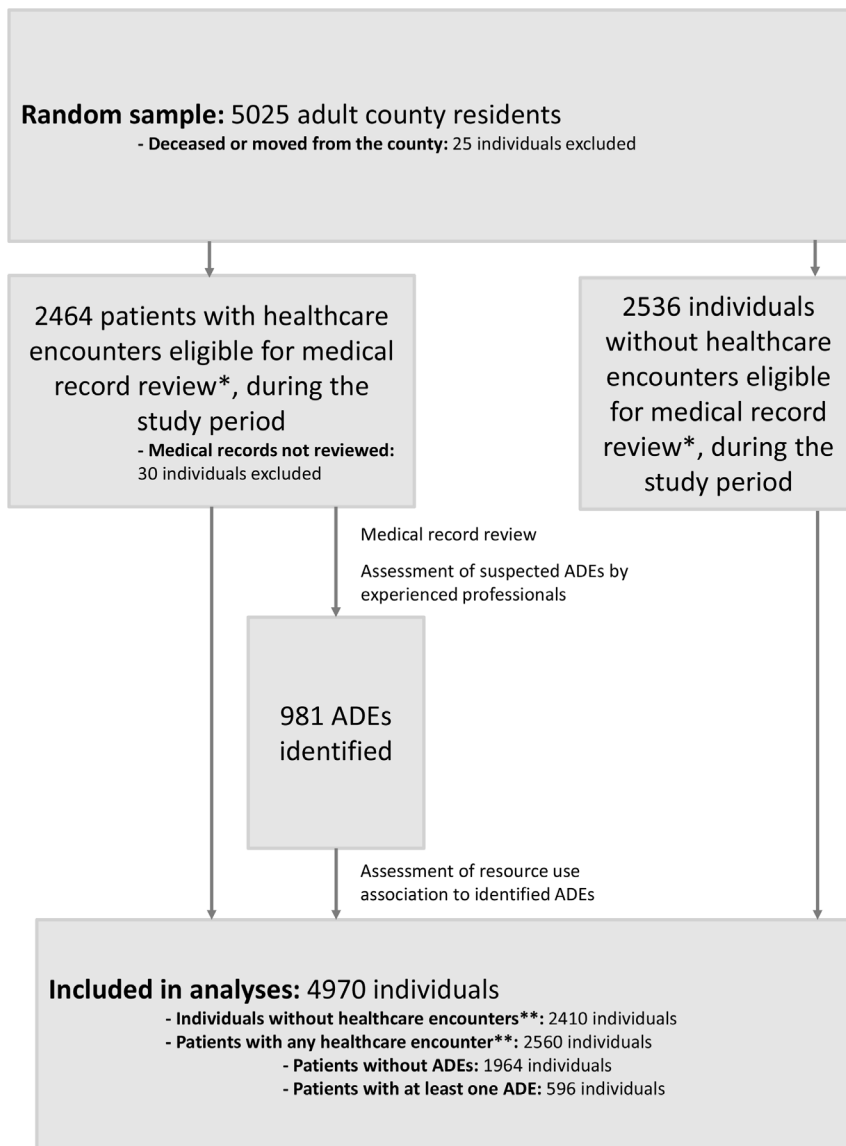 Random sample: 5025 adult county residents
- Deceased or moved from the county: 25 individuals excluded
2464 patients with healthcare
encounters eligible for medical
record review*, during the
study period
- Medical records not reviewed:
30 individuals excluded
2536 individuals
without healthcare
encounters eligible
for medical record
review*, during the
study period
Medical record review
Assessment of suspected ADEs by
experienced professionals
981 ADEs
identified
Assessment of resource use
association to identified ADEs
Included in analyses: 4970 individuals
- Individuals without healthcare encounters**: 2410 individuals
- Patients with any healthcare encounter**: 2560 individuals
- Patients without ADEs: 1964 individuals
- Patients with at least one ADE: 596 individuals